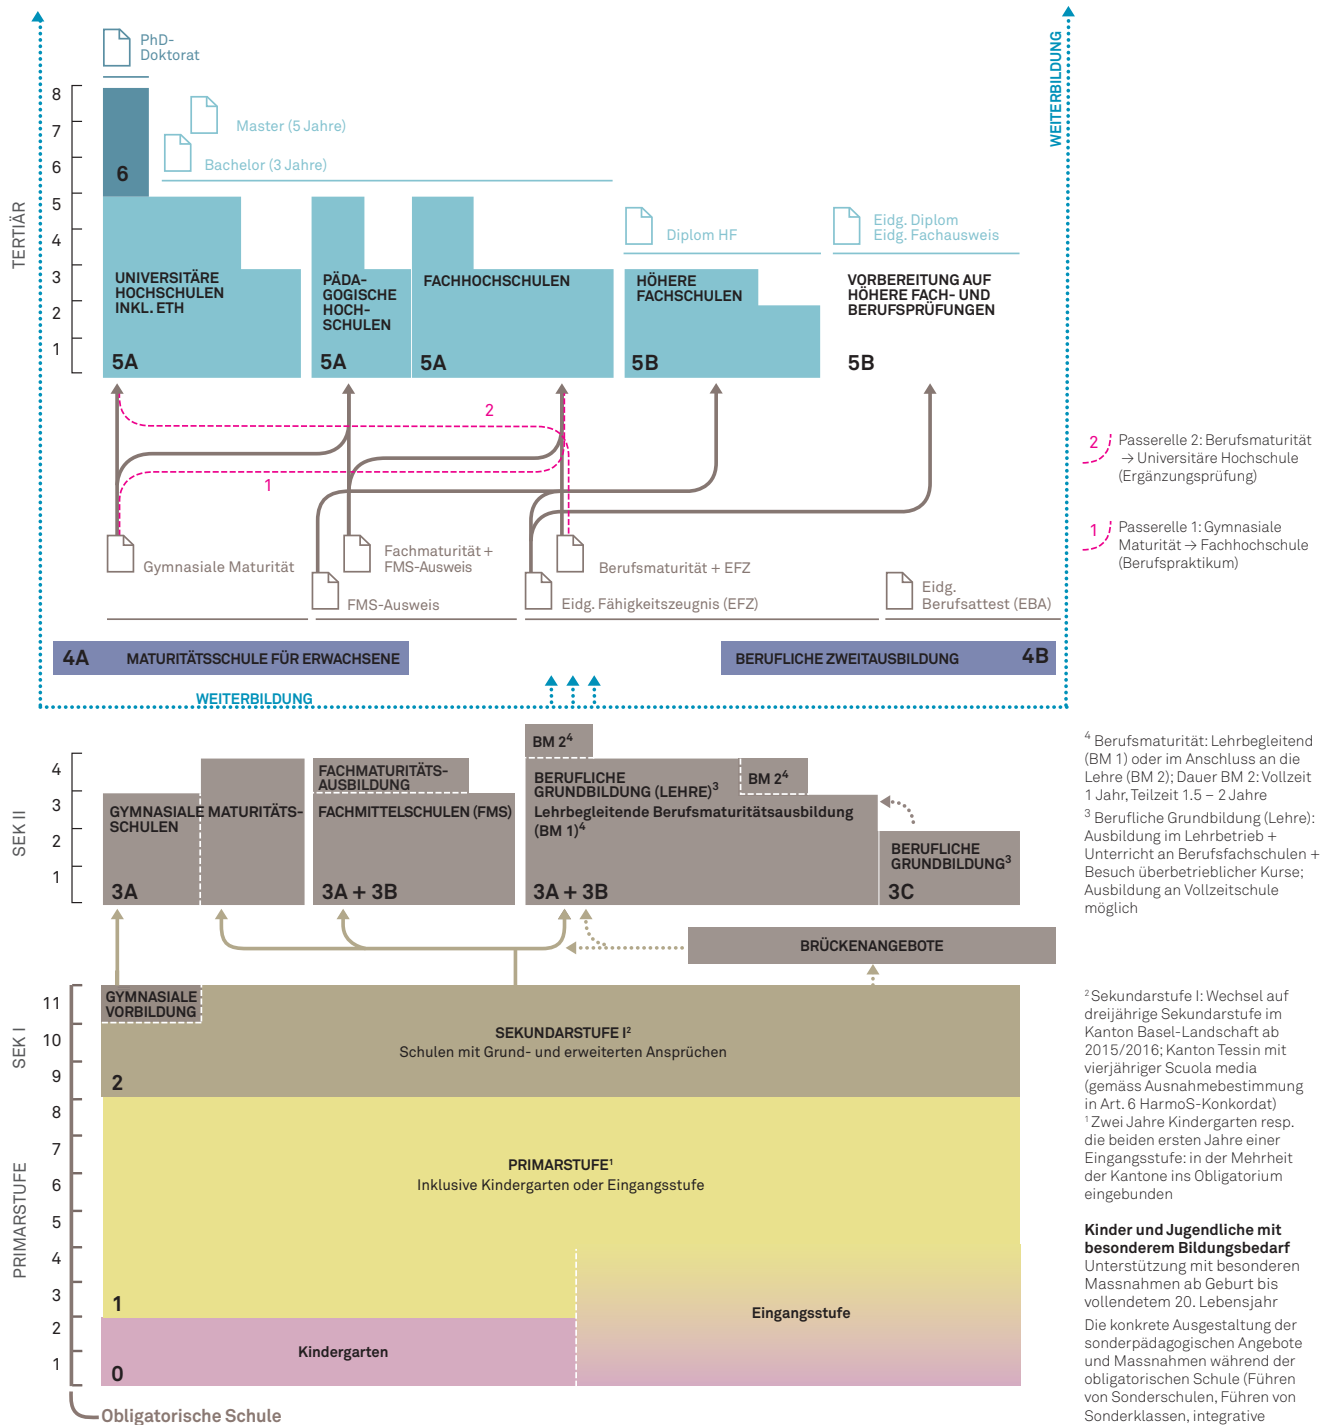 PhD-
Doktorat
Master (5 Jahre)
Bachelor (3 Jahre)
WEITERBILDUNG
TERTIÄR
8
7
6
5
4
3
2
1
6
Diplom HF
Eidg. Diplom
Eidg. Fachausweis
UNIVERSITÄRE
HOCHSCHULEN
INKL. ETH
5A
PÄDA-
GOGISCHE
HOCH-
SCHULEN
5A
FACHHOCHSCHULEN
5A
HÖHERE
FACHSCHULEN
5B
VORBEREITUNG AUF
HÖHERE FACH- UND
BERUFSPRÜFUNGEN
5B
2
1
2 Passerelle 2: Berufsmaturität
→ Universitäre Hochschule
(Ergänzungsprüfung)
1 Passerelle 1: Gymnasiale
Maturität → Fachhochschule
(Berufspraktikum)
Gymnasiale Maturität
Fachmaturität +
FMS-Ausweis
Berufsmaturität + EFZ
FMS-Ausweis
Eidg. Fähigkeitszeugnis (EFZ)
Eidg.
Berufsattest (EBA)
4A MATURITÄTSSCHULE FÜR ERWACHSENE
BERUFLICHE ZWEITAUSBILDUNG 4B
WEITERBILDUNG
SEK II
4
3
2
1
GYMNASIALE MATURITÄTS-
SCHULEN
3A
FACHMATURITÄTS-
AUSBILDUNG
FACHMITTELSCHULEN (FMS)
3A + 3B
BM 2⁴
BERUFLICHE
GRUNDBILDUNG (LEHRE)³
BM 2⁴
Lehrbegleitende Berufsmaturitätsausbildung
(BM 1)⁴
3A + 3B
BERUFLICHE
GRUNDBILDUNG³
3C
⁴ Berufsmaturität: Lehrbegleitend
(BM 1) oder im Anschluss an die
Lehre (BM 2); Dauer BM 2: Vollzeit
1 Jahr, Teilzeit 1.5 – 2 Jahre
³ Berufliche Grundbildung (Lehre):
Ausbildung im Lehrbetrieb +
Unterricht an Berufsfachschulen +
Besuch überbetrieblicher Kurse;
Ausbildung an Vollzeitschule
möglich
BRÜCKENANGEBOTE
SEK I
11
10
9
GYMNASIALE
VORBILDUNG
SEKUNDARSTUFE I²
Schulen mit Grund- und erweiterten Ansprüchen
2
PRIMARSTUFE
8
7
6
5
4
3
2
1
PRIMARSTUFE¹
Inklusive Kindergarten oder Eingangsstufe
1
Kindergarten
0
Eingangsstufe
Obligatorische Schule
² Sekundarstufe I: Wechsel auf
dreijährige Sekundarstufe im
Kanton Basel-Landschaft ab
2015/2016; Kanton Tessin mit
vierjähriger Scuola media
(gemäss Ausnahmebestimmung
in Art. 6 HarmoS-Konkordat)
¹ Zwei Jahre Kindergarten resp.
die beiden ersten Jahre einer
Eingangsstufe: in der Mehrheit
der Kantone ins Obligatorium
eingebunden
Kinder und Jugendliche mit
besonderem Bildungsbedarf
Unterstützung mit besonderen
Massnahmen ab Geburt bis
vollendetem 20. Lebensjahr
Die konkrete Ausgestaltung der
sonderpädagogischen Angebote
und Massnahmen während der
obligatorischen Schule (Führen
von Sonderschulen, Führen von
Sonderklassen, integrative